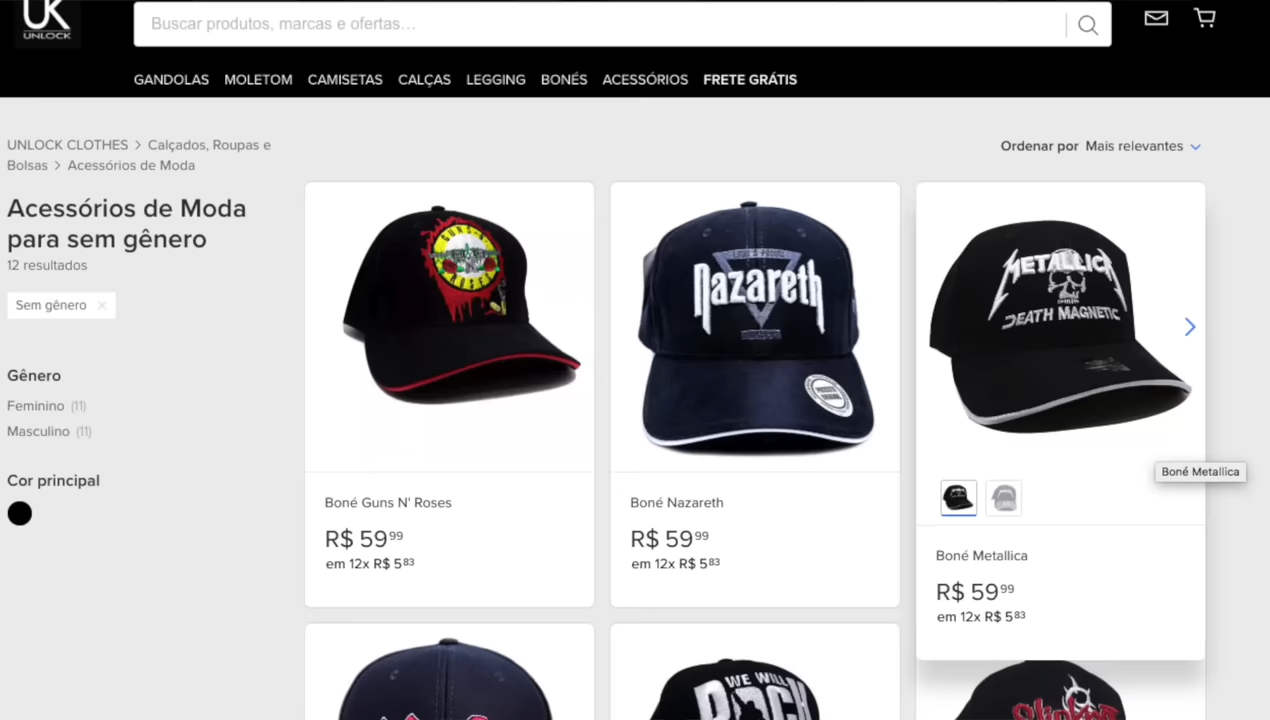 UK
UNLOCK
Buscar produtos, marcas e ofertas...
GANDOLAS MOLETOM CAMISETAS CALÇAS LEGGING BONÉS ACESSÓRIOS FRETE GRÁTIS
UNLOCK CLOTHES > Calçados, Roupas e
Bolsas > Acessórios de Moda
Ordenar por Mais relevantes
Acessórios de Moda
para sem gênero
12 resultados
Sem gênero ×
Gênero
Feminino (11)
Masculino (11)
Cor principal
GUNS N'
ROSES
Nazareth
METALLICA
DEATH MAGNETIC
Boné Metallica
Boné Guns N' Roses
R$ 59 99
em 12x R$ 5 83
Boné Nazareth
R$ 59 99
em 12x R$ 5 83
Boné Metallica
R$ 59 99
em 12x R$ 5 83
WE WILL
ROCK
Slipknot